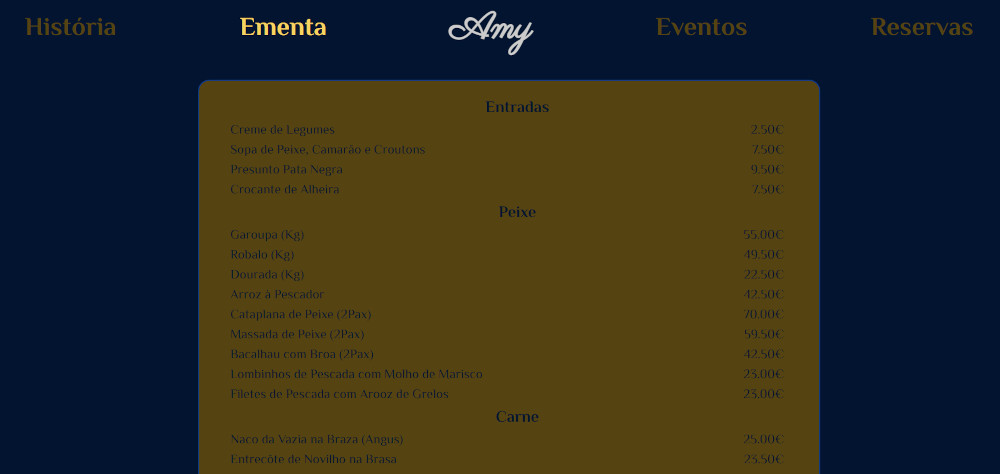 História Ementa Amy Eventos Reservas
Entradas
Creme de Legumes 2.50€
Sopa de Peixe, Camarão e Croutons 7.50€
Presunto Pata Negra 9.50€
Crocante de Alheira 7.50€
Peixe
Garoupa (Kg) 55.00€
Robalo (Kg) 49.50€
Dourada (Kg) 22.50€
Arroz à Pescador 42.50€
Cataplana de Peixe (2Pax) 70.00€
Massada de Peixe (2Pax) 59.50€
Bacalhau com Broa (2Pax) 42.50€
Lombinhos de Pescada com Molho de Marisco 23.00€
Filetes de Pescada com Arooz de Grelos 23.00€
Carne
Naco da Vazia na Braza (Angus) 25.00€
Entrecôte de Novilho na Brasa 23.50€